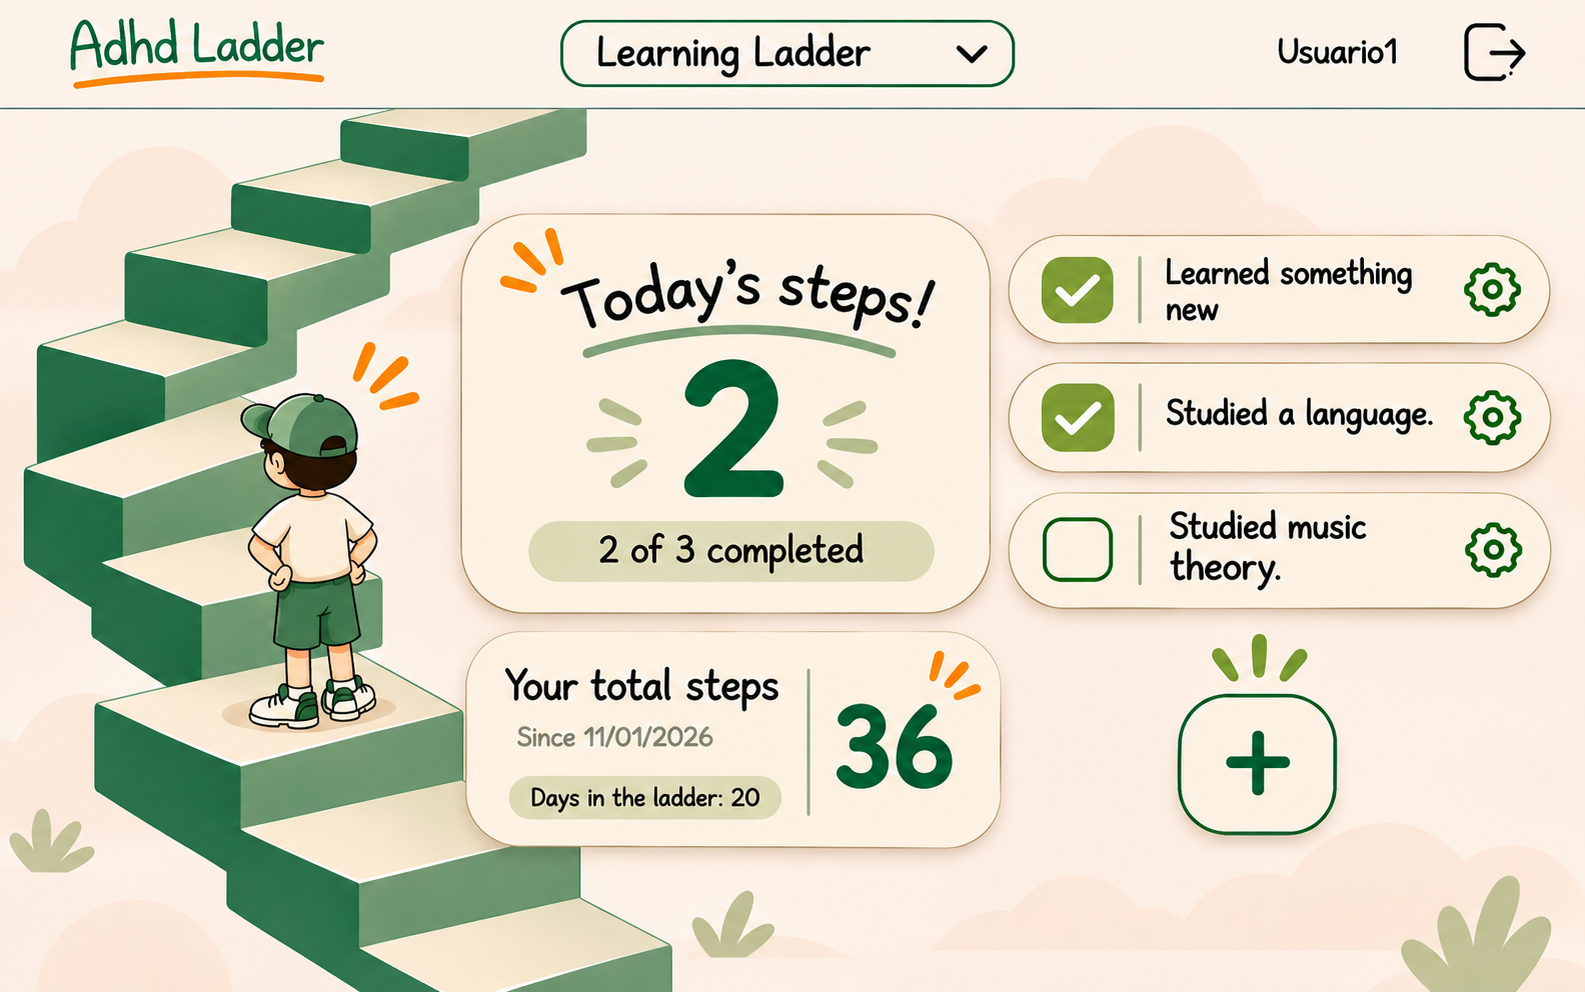 Adhd Ladder
Learning Ladder
Usuario1
Today's steps!
2
2 of 3 completed
Your total steps
Since 11/01/2026
Days in the ladder: 20
36
Learned something
new
Studied a language.
Studied music
theory.